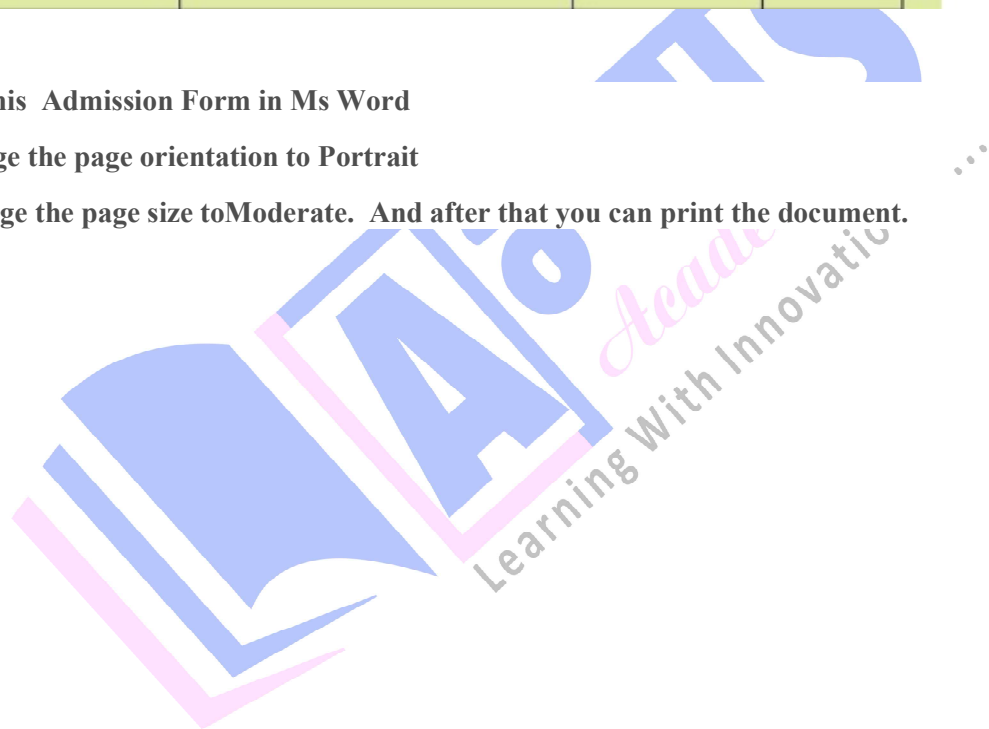 his Admission Form in Ms Word
ge the page orientation to Portrait
ge the page size toModerate. And after that you can print the document.
A
Acade
Learning With Innovatio
...